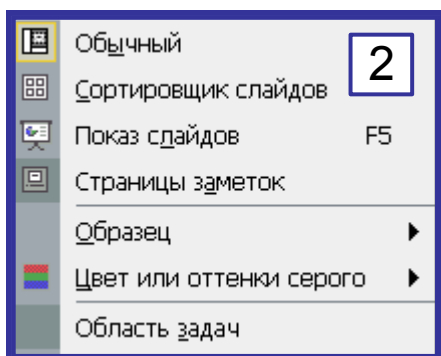 Обычный
2
Сортировщик слайдов
Показ слайдов F5
Страницы заметок
Образец
Цвет или оттенки серого
Область задач